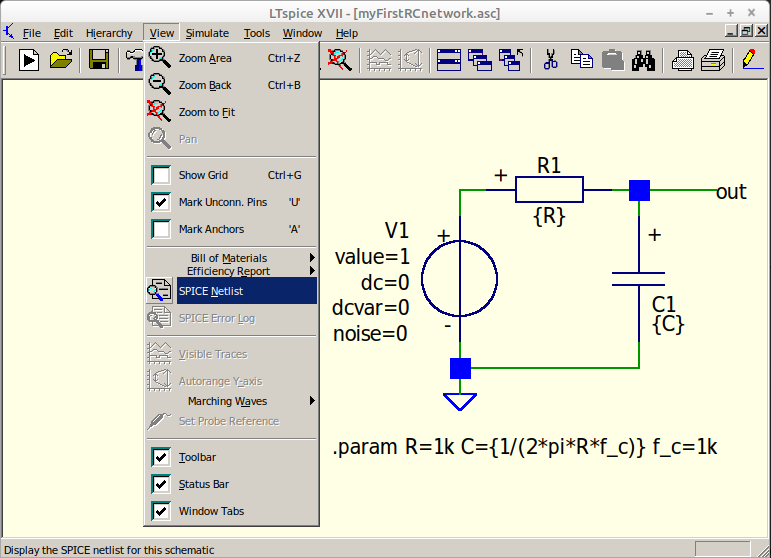 LTspice XVII - [myFirstRCnetwork.asc]
File Edit Hierarchy View Simulate Tools Window Help
Zoom Area Ctrl+Z
Zoom Back Ctrl+B
Zoom to Fit
Pan
Show Grid Ctrl+G
Mark Unconn. Pins 'U'
Mark Anchors 'A'
Bill of Materials
Efficiency Report
SPICE Netlist
SPICE Error Log
Visible Traces
Autorange Y-axis
Marching Waves
Set Probe Reference
Toolbar
Status Bar
Window Tabs
+ R1
{R}
out
V1
value=1
dc=0
dcvar=0
noise=0
+
-
+
C1
{C}
.param R=1k C={1/(2*pi*R*f_c)} f_c=1k
Display the SPICE netlist for this schematic